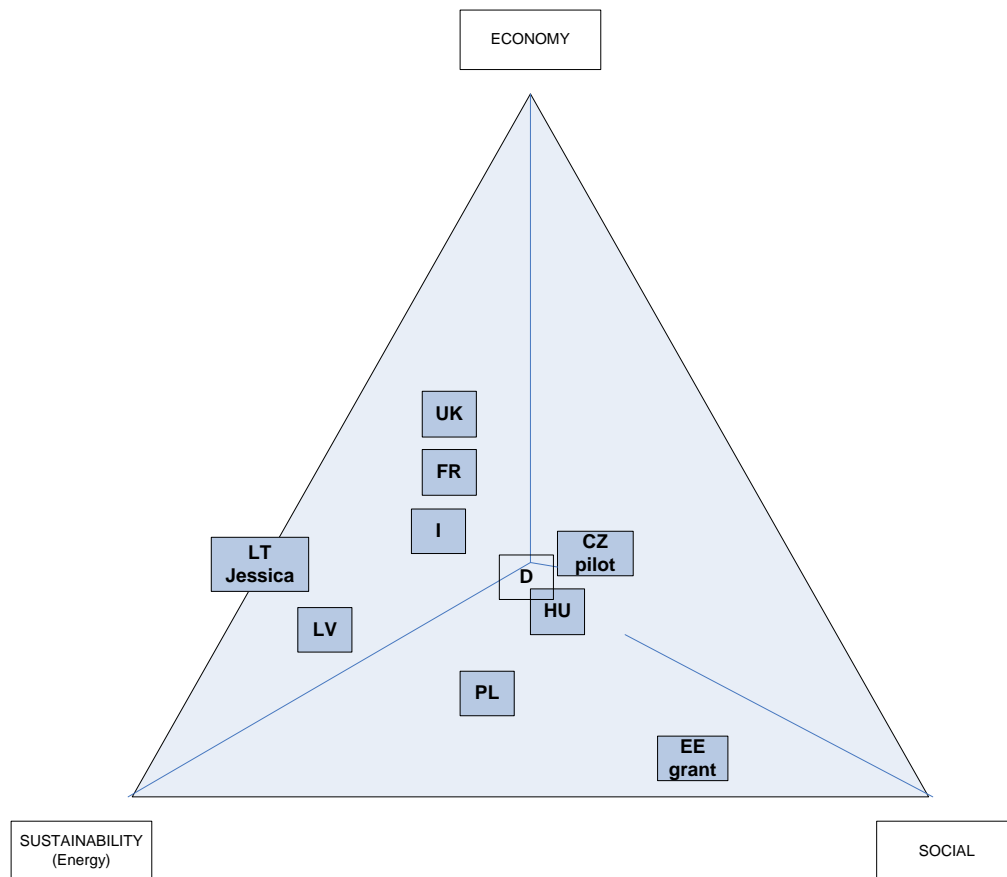 ECONOMY
UK
FR
I
LT
Jessica
CZ
pilot
D
HU
LV
PL
EE
grant
SUSTAINABILITY
(Energy)
SOCIAL